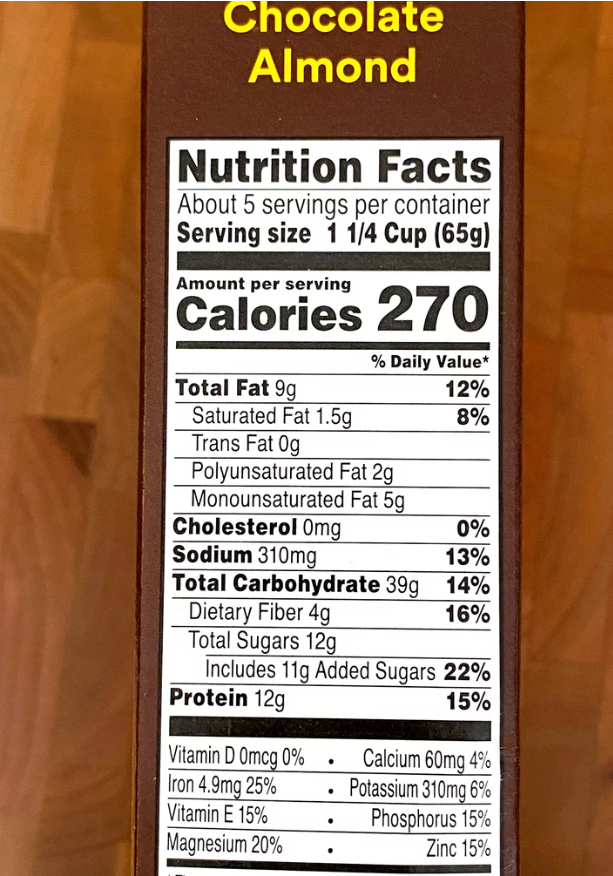 Chocolate
Almond
Nutrition Facts
About 5 servings per container
Serving size 1 1/4 Cup (65g)
Amount per serving
Calories 270
% Daily Value*
Total Fat 9g 12%
Saturated Fat 1.5g 8%
Trans Fat 0g
Polyunsaturated Fat 2g
Monounsaturated Fat 5g
Cholesterol 0mg 0%
Sodium 310mg 13%
Total Carbohydrate 39g 14%
Dietary Fiber 4g 16%
Total Sugars 12g
Includes 11g Added Sugars 22%
Protein 12g 15%
Vitamin D 0mcg 0% • Calcium 60mg 4%
Iron 4.9mg 25% • Potassium 310mg 6%
Vitamin E 15% • Phosphorus 15%
Magnesium 20% • Zinc 15%